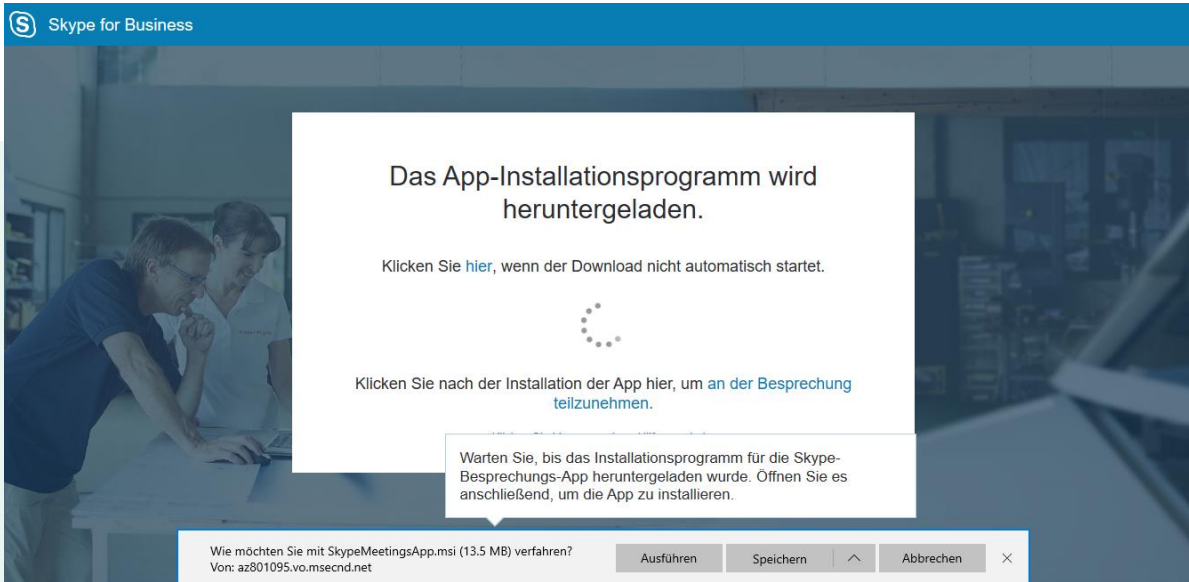 Skype for Business
Das App-Installationsprogramm wird
heruntergeladen.
Klicken Sie hier, wenn der Download nicht automatisch startet.
Klicken Sie nach der Installation der App hier, um an der Besprechung
teilzunehmen.
Warten Sie, bis das Installationsprogramm für die Skype-
Besprechungs-App heruntergeladen wurde. Öffnen Sie es
anschließend, um die App zu installieren.
Wie möchten Sie mit SkypeMeetingsApp.msi (13.5 MB) verfahren?
Von: az801095.vo.msecnd.net
Ausführen Speichern Abbrechen